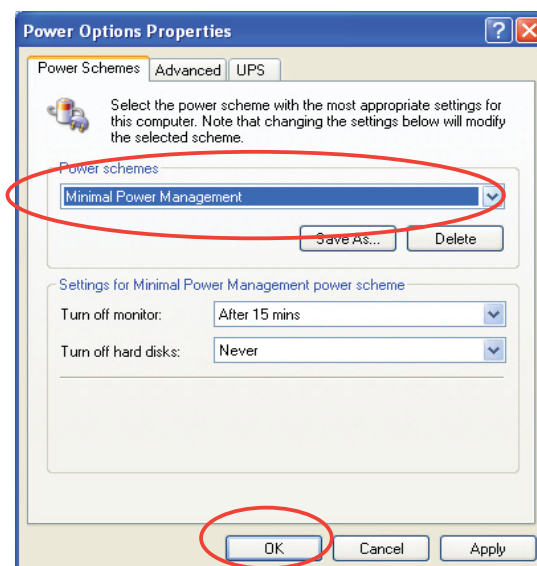 Power Options Properties
Power Schemes Advanced UPS
Select the power scheme with the most appropriate settings for
this computer. Note that changing the settings below will modify
the selected scheme.
Power schemes
Minimal Power Management
Save As... Delete
Settings for Minimal Power Management power scheme
Turn off monitor: After 15 mins
Turn off hard disks: Never
OK Cancel Apply